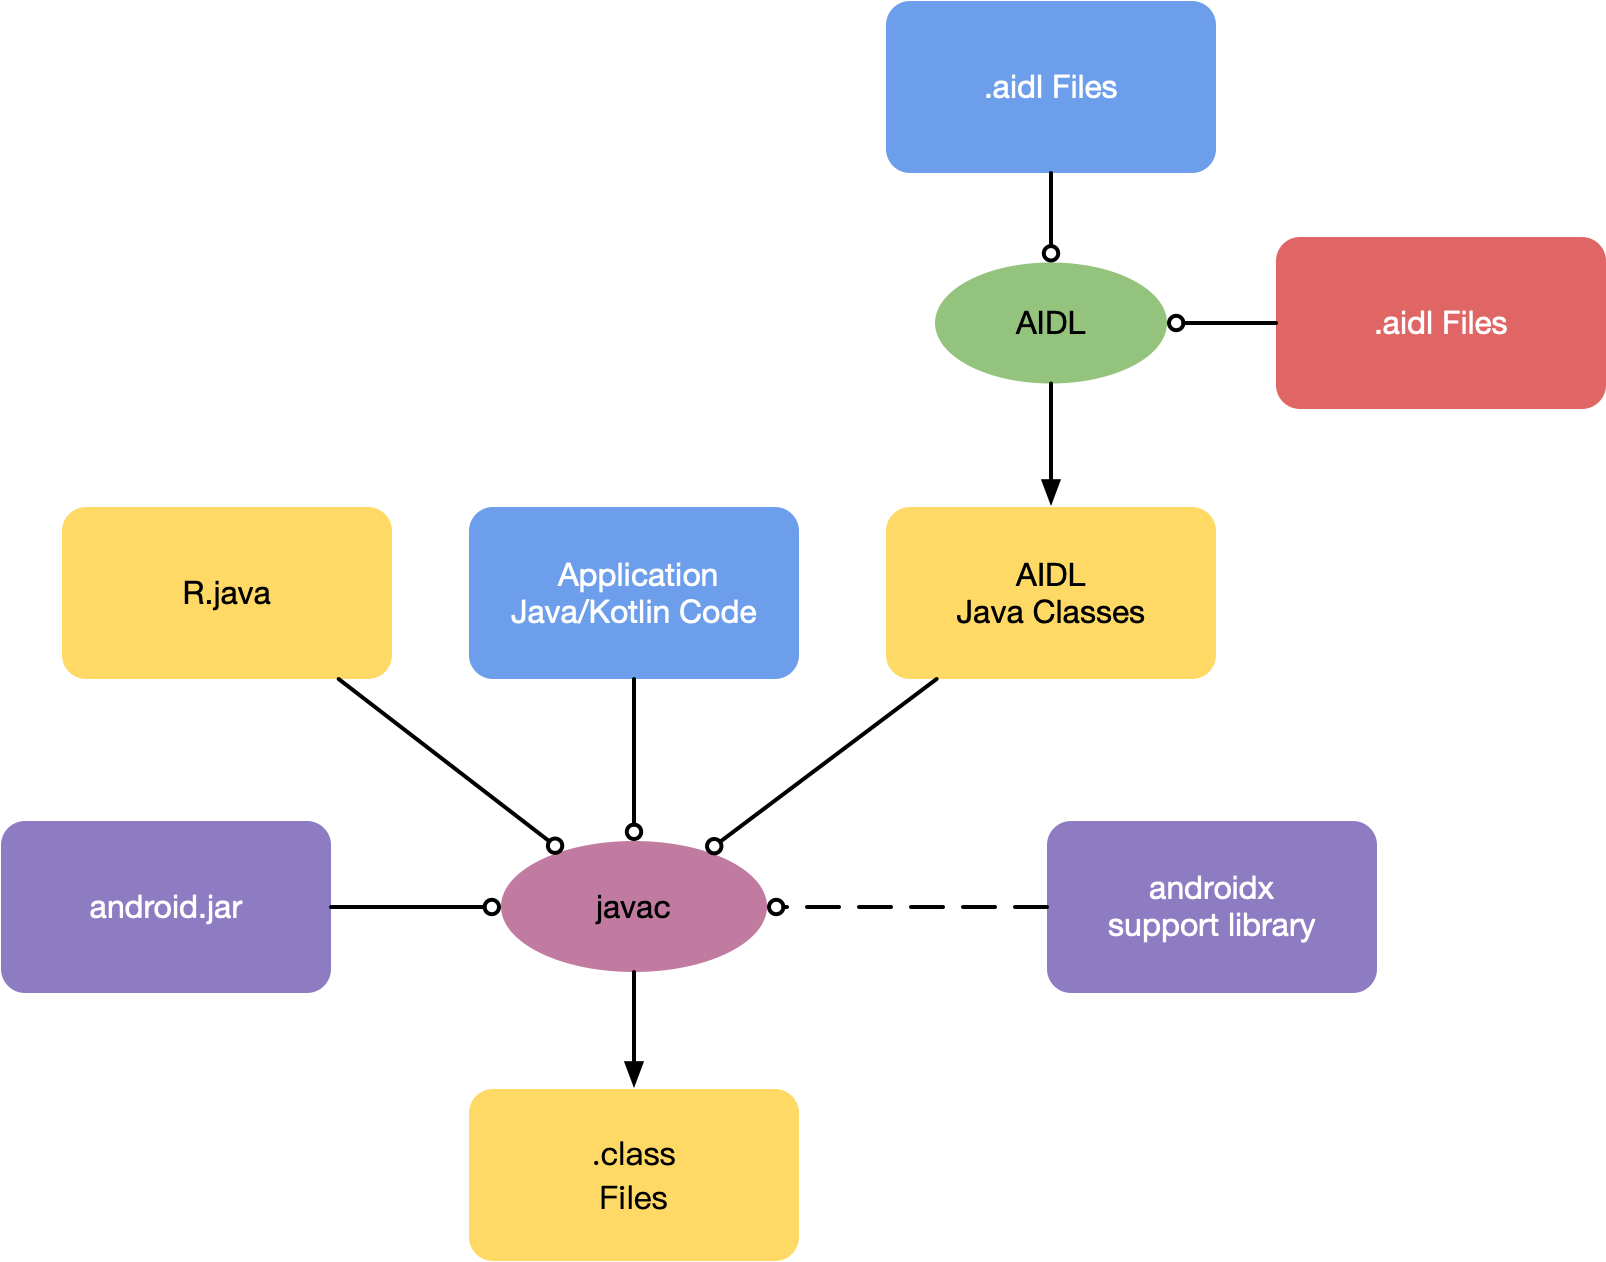 .aidl Files
AIDL
.aidl Files
R.java
Application
Java/Kotlin Code
AIDL
Java Classes
android.jar
javac
androidx
support library
.class
Files